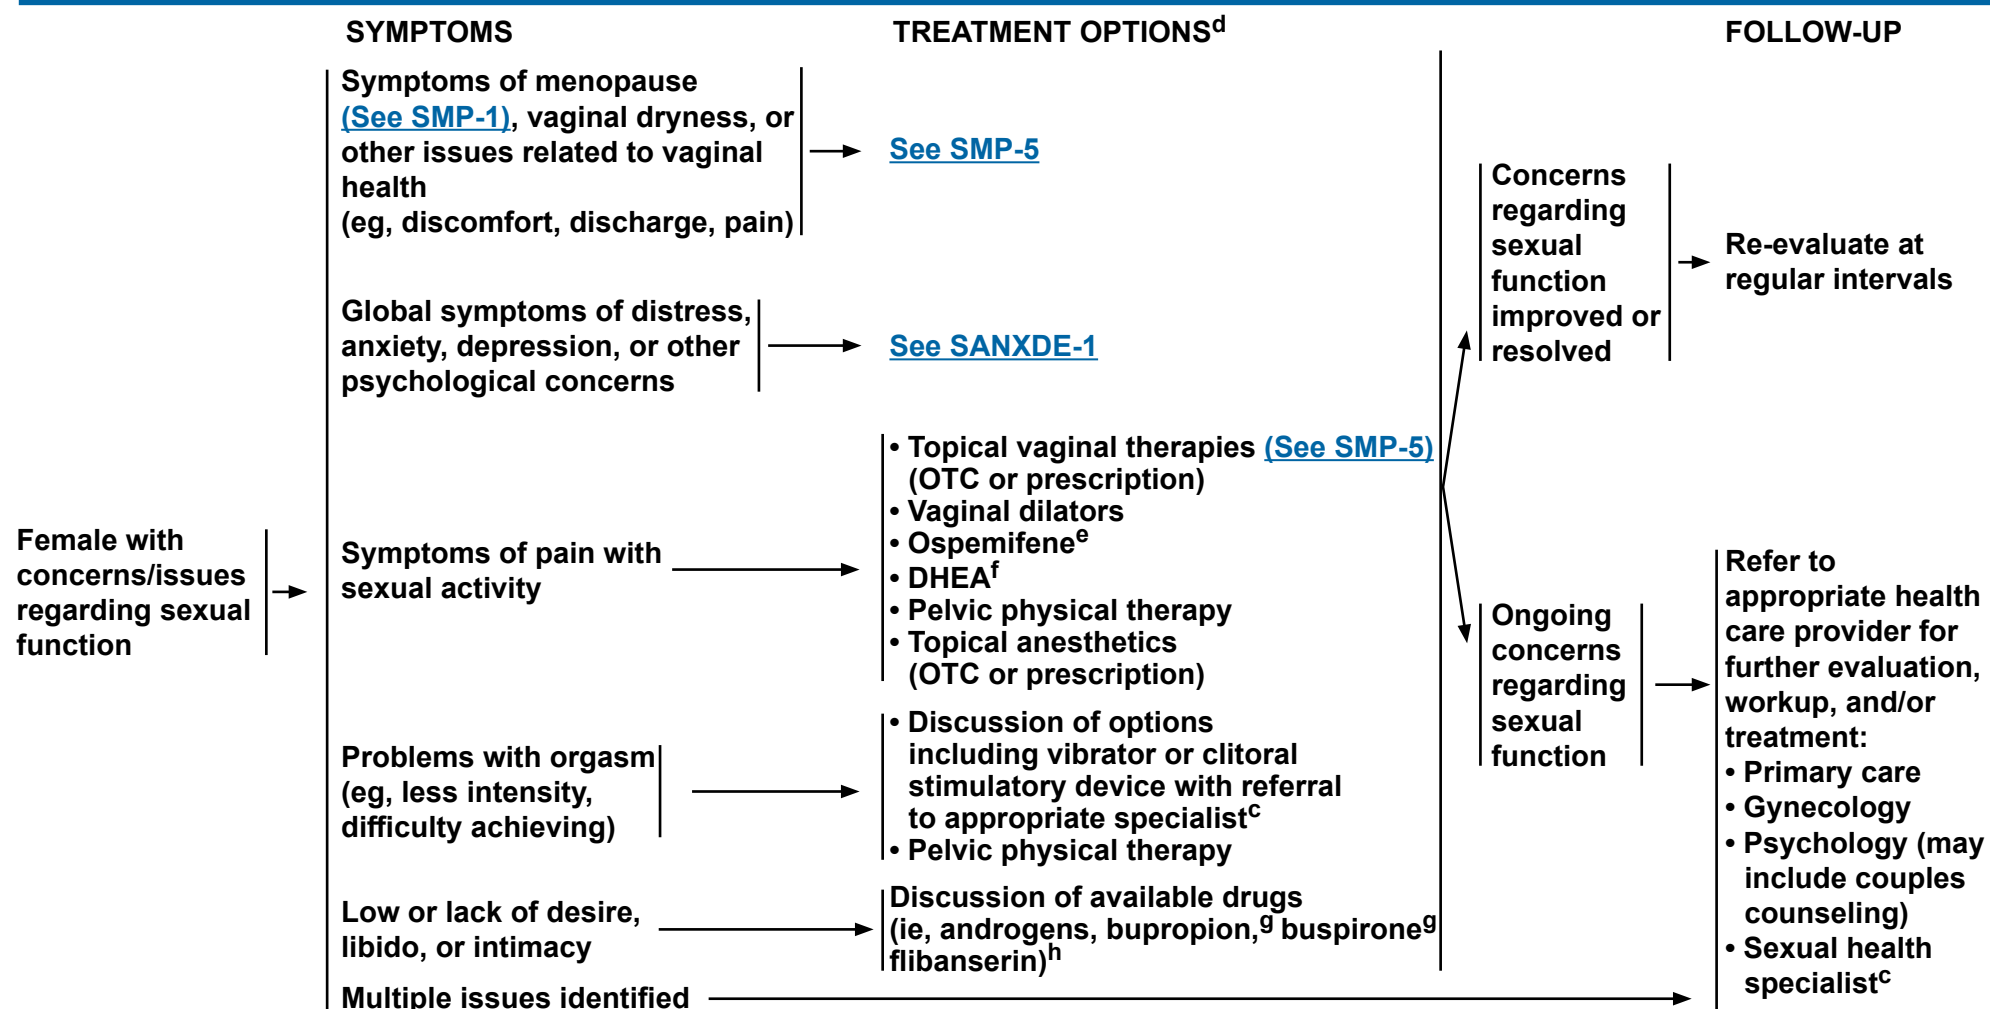 SYMPTOMS
TREATMENT OPTIONSd
FOLLOW-UP
Female with
concerns/issues
regarding sexual
function
Symptoms of menopause
(See SMP-1), vaginal dryness, or
other issues related to vaginal
health
(eg, discomfort, discharge, pain)
See SMP-5
Global symptoms of distress,
anxiety, depression, or other
psychological concerns
See SANXDE-1
Symptoms of pain with
sexual activity
• Topical vaginal therapies (See SMP-5)
(OTC or prescription)
• Vaginal dilators
• Ospemifenee
• DHEAf
• Pelvic physical therapy
• Topical anesthetics
(OTC or prescription)
Problems with orgasm
(eg, less intensity,
difficulty achieving)
• Discussion of options
including vibrator or clitoral
stimulatory device with referral
to appropriate specialistc
• Pelvic physical therapy
Low or lack of desire,
libido, or intimacy
Discussion of available drugs
(ie, androgens, bupropion,g buspironeg
flibanserin)h
Multiple issues identified
Concerns
regarding
sexual
function
improved or
resolved
Re-evaluate at
regular intervals
Ongoing
concerns
regarding
sexual
function
Refer to
appropriate health
care provider for
further evaluation,
workup, and/or
treatment:
• Primary care
• Gynecology
• Psychology (may
include couples
counseling)
• Sexual health
specialistc